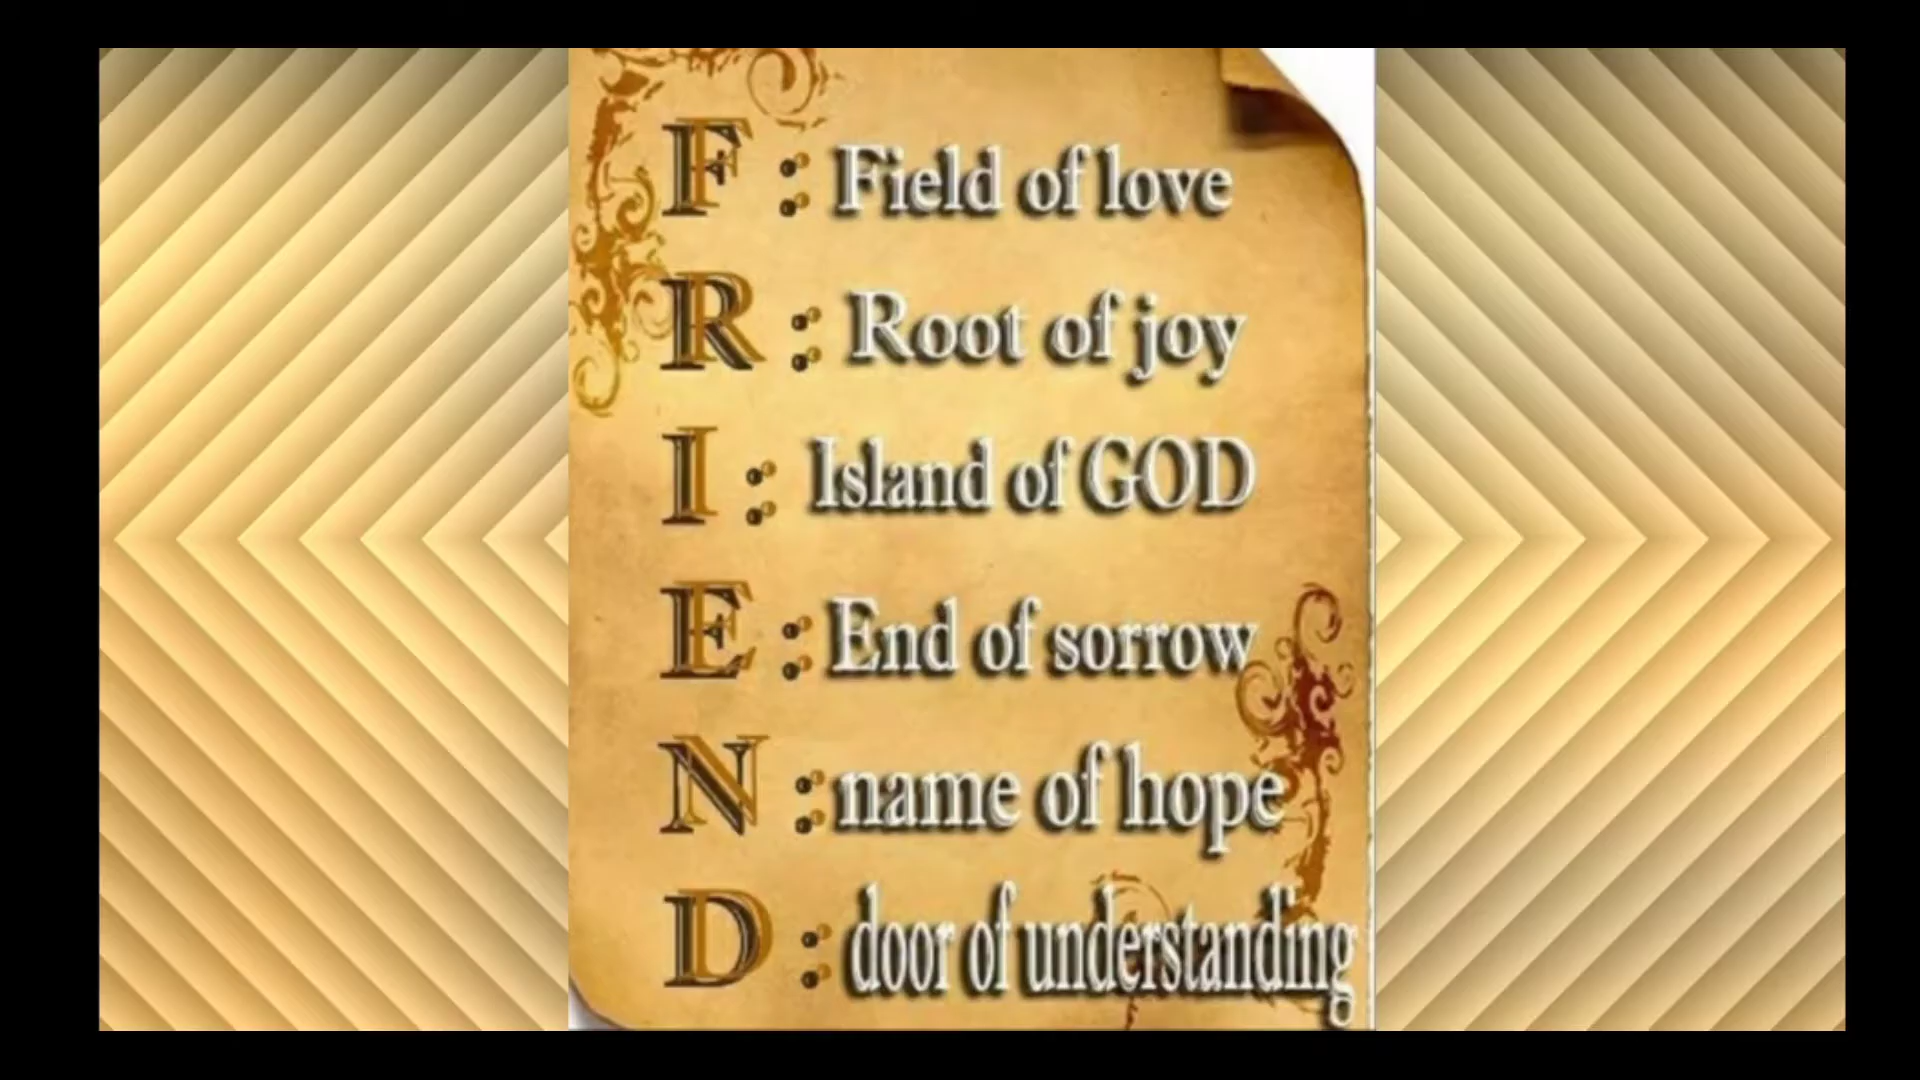 F : Field of love
R : Root of joy
I : Island of GOD
E : End of sorrow
N : name of hope
D : door of understanding